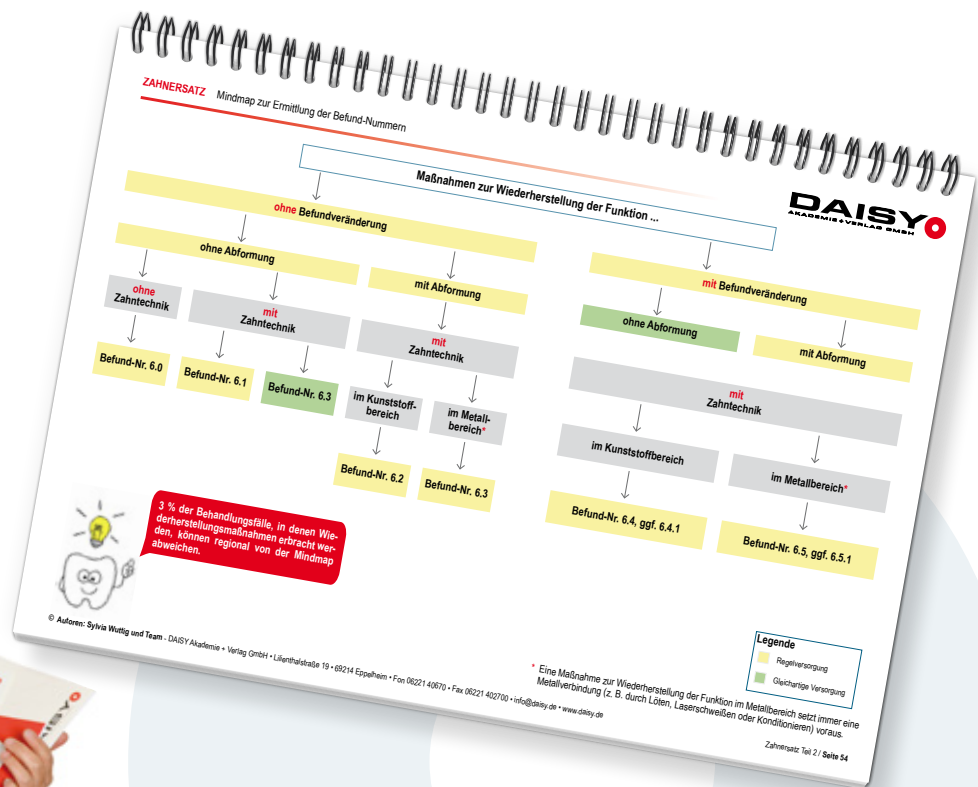 ZAHNERSATZ Mindmap zur Ermittlung der Befund-Nummern
DAISY
AKADEMIE+VERLAG GMBH
Maßnahmen zur Wiederherstellung der Funktion ...
ohne Befundveränderung
mit Befundveränderung
ohne Abformung
mit Abformung
ohne Abformung
mit Abformung
ohne
Zahntechnik
mit
Zahntechnik
mit
Zahntechnik
mit
Zahntechnik
Befund-Nr. 6.0
Befund-Nr. 6.1
Befund-Nr. 6.3
im Kunststoff-
bereich
im Metall-
bereich*
im Kunststoffbereich
im Metallbereich*
Befund-Nr. 6.2
Befund-Nr. 6.3
Befund-Nr. 6.4, ggf. 6.4.1
Befund-Nr. 6.5, ggf. 6.5.1
3 % der Behandlungsfälle, in denen Wie-
derherstellungsmaßnahmen erbracht wer-
den, können regional von der Mindmap
abweichen.
Legende
Regelversorgung
Gleichartige Versorgung
* Eine Maßnahme zur Wiederherstellung der Funktion im Metallbereich setzt immer eine
Metallverbindung (z. B. durch Löten, Laserschweißen oder Konditionieren) voraus.
© Autoren: Sylvia Wuttig und Team - DAISY Akademie + Verlag GmbH • Lilienthalstraße 19 • 69214 Eppelheim • Fon 06221 40670 • Fax 06221 402700 • info@daisy.de • www.daisy.de
Zahnersatz Teil 2 / Seite 54
DAISY